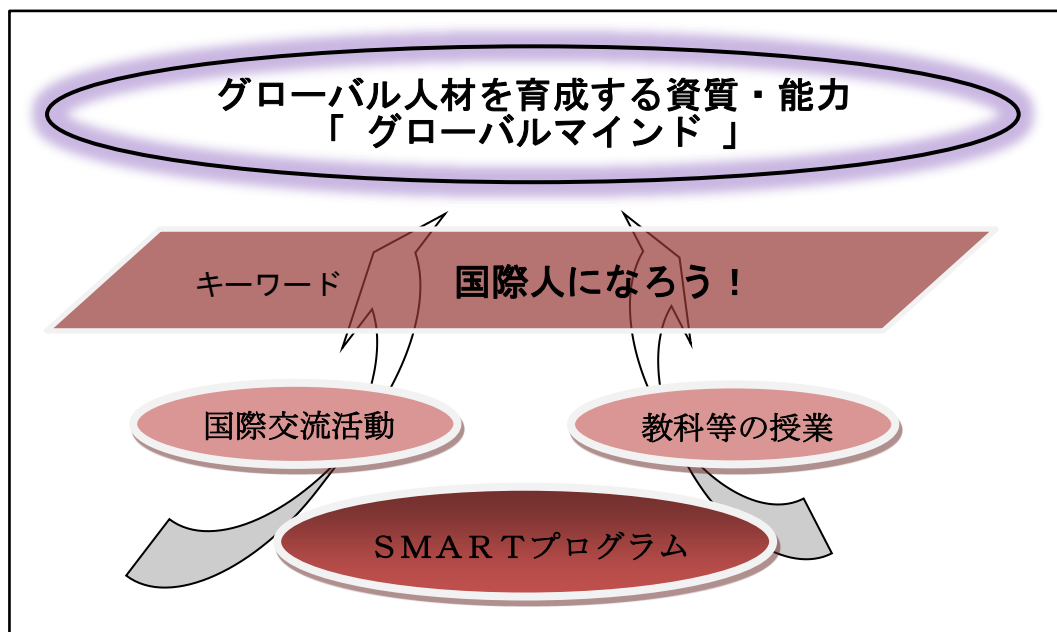 グローバル人材を育成する資質・能力
「 グローバルマインド 」
キーワード 国際人になろう！
国際交流活動 教科等の授業
ＳＭＡＲＴプログラム